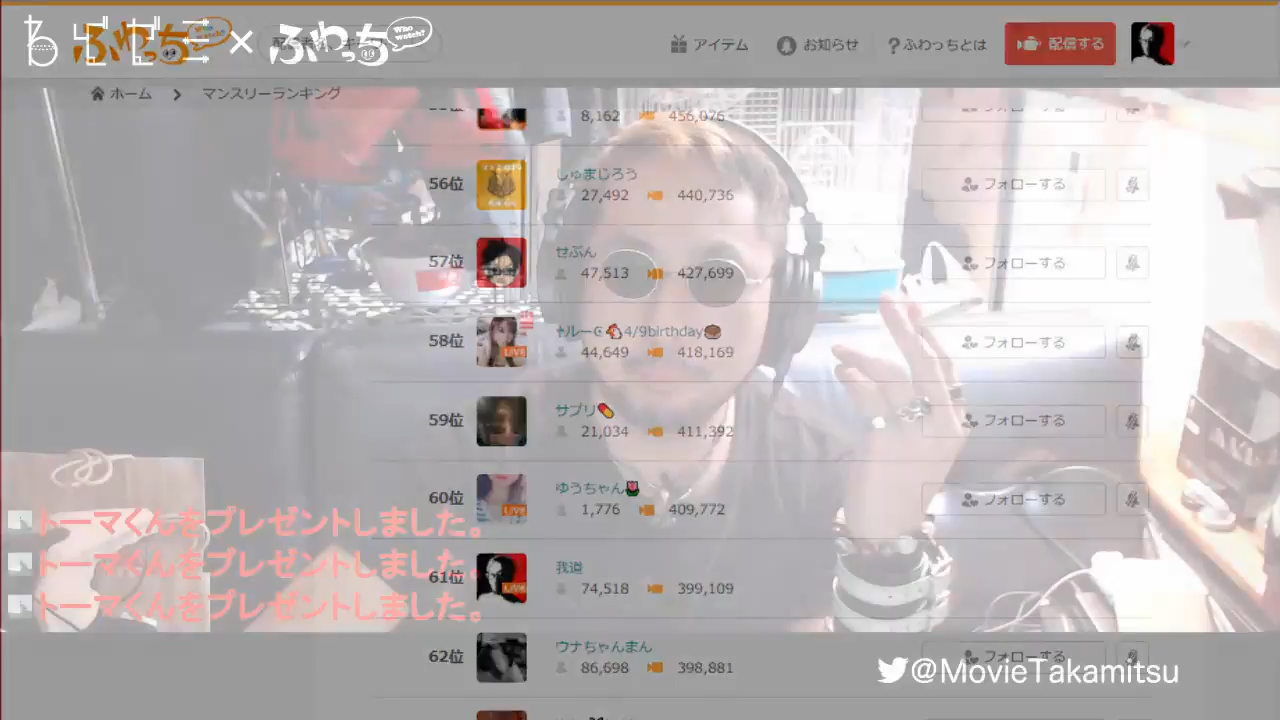 ふわっち Who watch? × ふわっち Who watch?
アイテム お知らせ ?ふわっちとは 配信する
ホーム > マンスリーランキング
8,162 456,076
56位 しゅまじろう フォローする
27,492 440,736
57位 せぶん フォローする
47,513 427,699
58位 4/9birthday フォローする
LIVE 44,649 418,169
59位 サプリ フォローする
21,034 411,392
60位 ゆうちゃん フォローする
LIVE 1,776 409,772
トーマくんをプレゼントしました。
トーマくんをプレゼントしました。
トーマくんをプレゼントしました。
61位 我道
LIVE 74,518 399,109
62位 ウナちゃんまん フォローする
86,698 398,881
@MovieTakamitsu